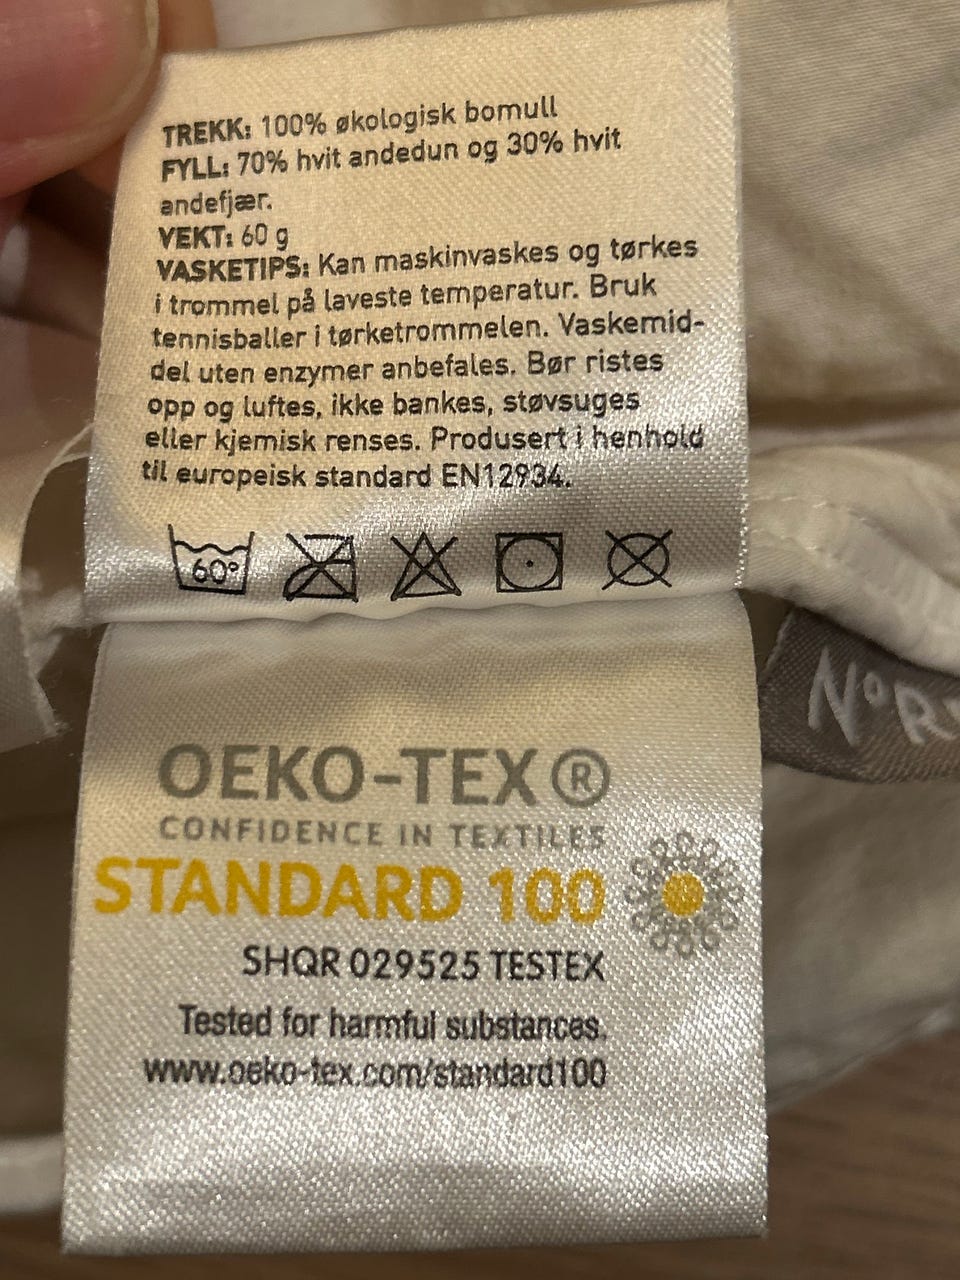 TREKK: 100% økologisk bomull
FYLL: 70% hvit andedun og 30% hvit
andefjær.
VEKT: 60 g
VASKETIPS: Kan maskinvaskes og tørkes
i trommel på laveste temperatur. Bruk
tennisballer i tørketrommelen. Vaskemid-
del uten enzymer anbefales. Bør ristes
opp og luftes, ikke bankes, støvsuges
eller kjemisk renses. Produsert i henhold
til europeisk standard EN12934.
60°
OEKO-TEX®
CONFIDENCE IN TEXTILES
STANDARD 100
SHQR 029525 TESTEX
Tested for harmful substances.
www.oeko-tex.com/standard100